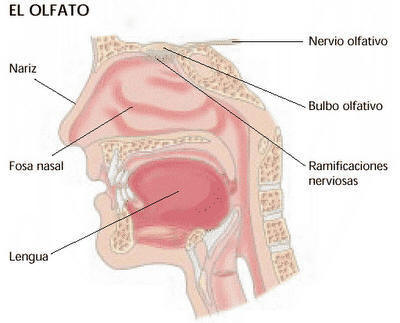 EL OLFATO
Nervio olfativo
Nariz
Bulbo olfativo
Fosa nasal
Ramificaciones
nerviosas
Lengua